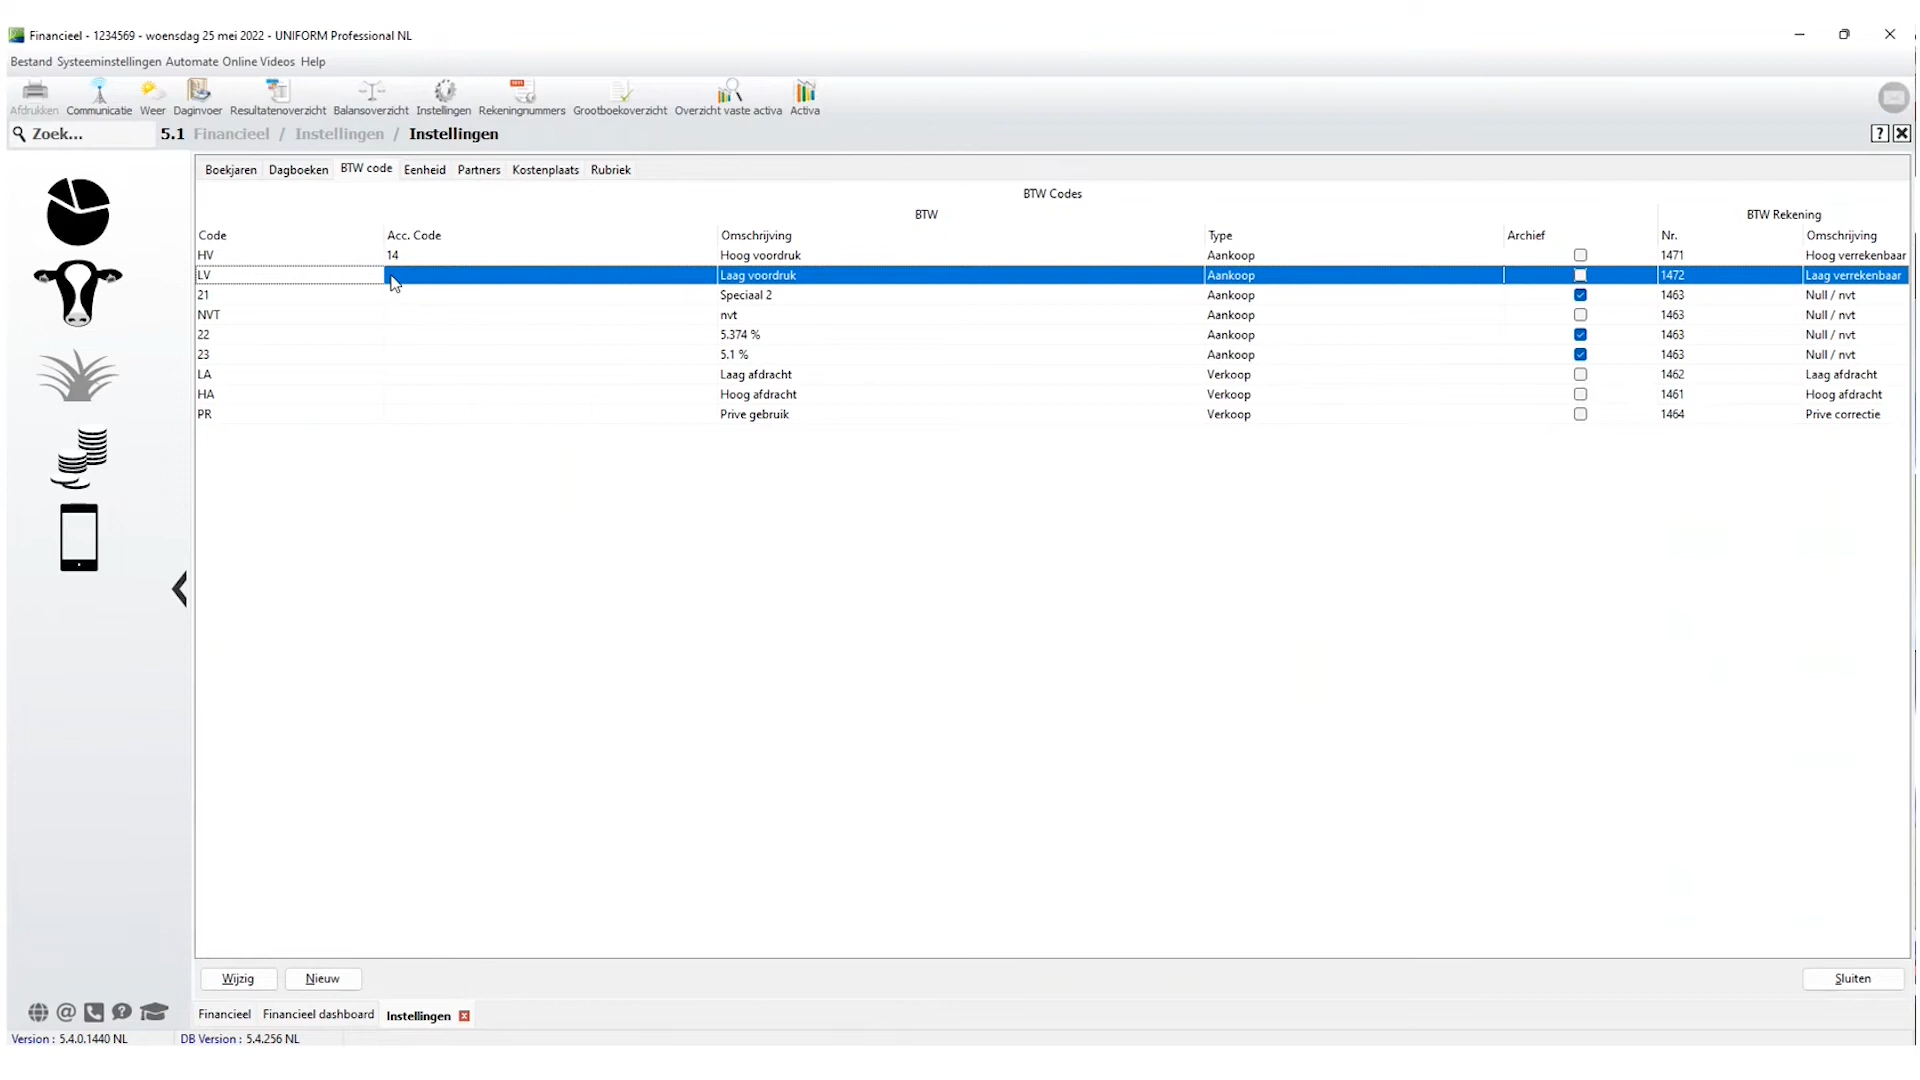 Financieel - 1234569 - woensdag 25 mei 2022 - UNIFORM Professional NL
Bestand Systeeminstellingen Automate Online Videos Help
Afdrukken Communicatie Weer Daginvoer Resultatenoverzicht Balansoverzicht Instellingen Rekeningnummers Grootboekoverzicht Overzicht vaste activa Activa
Zoek... 5.1 Financieel / Instellingen / Instellingen
Boekjaren Dagboeken BTW code Eenheid Partners Kostenplaats Rubriek
BTW Codes
BTW BTW Rekening
Code Acc. Code Omschrijving Type Archief Nr. Omschrijving
HV 14 Hoog voordruk Aankoop 1471 Hoog verrekenbaar
LV Laag voordruk Aankoop 1472 Laag verrekenbaar
21 Speciaal 2 Aankoop 1463 Null / nvt
NVT nvt Aankoop 1463 Null / nvt
22 5.374 % Aankoop 1463 Null / nvt
23 5.1 % Aankoop 1463 Null / nvt
LA Laag afdracht Verkoop 1462 Laag afdracht
HA Hoog afdracht Verkoop 1461 Hoog afdracht
PR Prive gebruik Verkoop 1464 Prive correctie
Wijzig Nieuw Sluiten
Financieel Financieel dashboard Instellingen
Version : 5.4.0.1440 NL DB Version : 5.4.256 NL